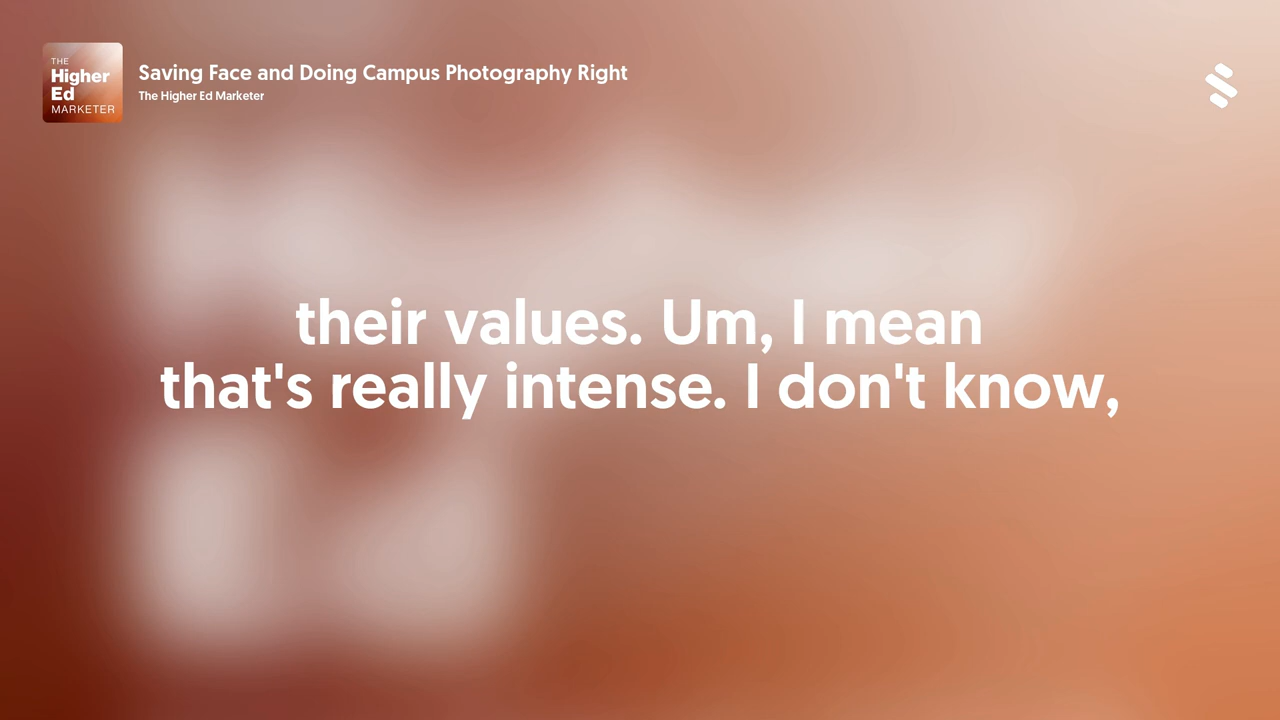 THE
Higher
Ed
MARKETER
Saving Face and Doing Campus Photography Right
The Higher Ed Marketer
their values. Um, I mean
that's really intense. I don't know,